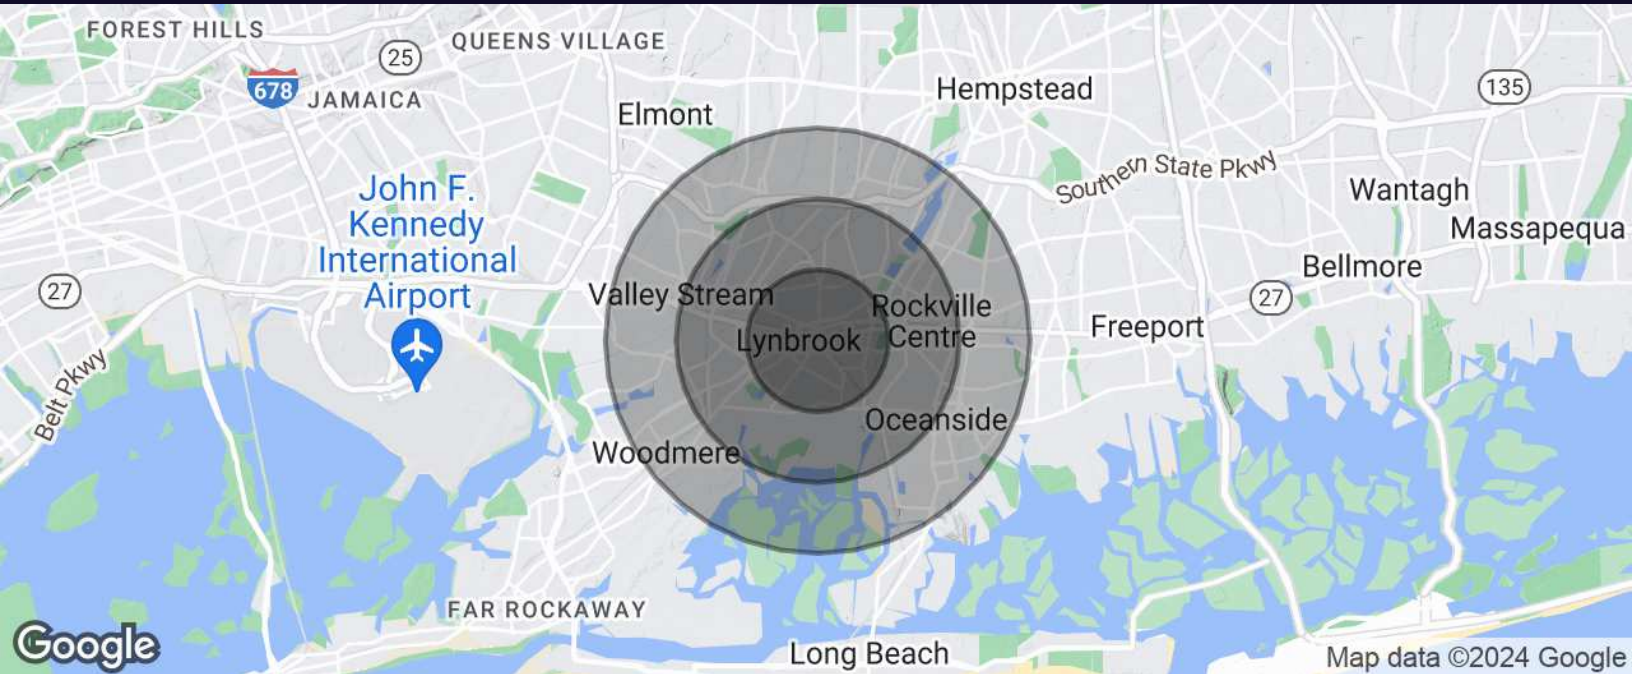 FOREST HILLS
25
QUEENS VILLAGE
678
JAMAICA
Elmont
Hempstead
135
John F.
Kennedy
International
Airport
Southern State Pkwy
Wantagh
Massapequa
27
Valley Stream
Rockville
Centre
Lynbrook
Bellmore
27
Freeport
Belt Pkwy
Oceanside
Woodmere
FAR ROCKAWAY
Long Beach
Google
Map data ©2024 Google